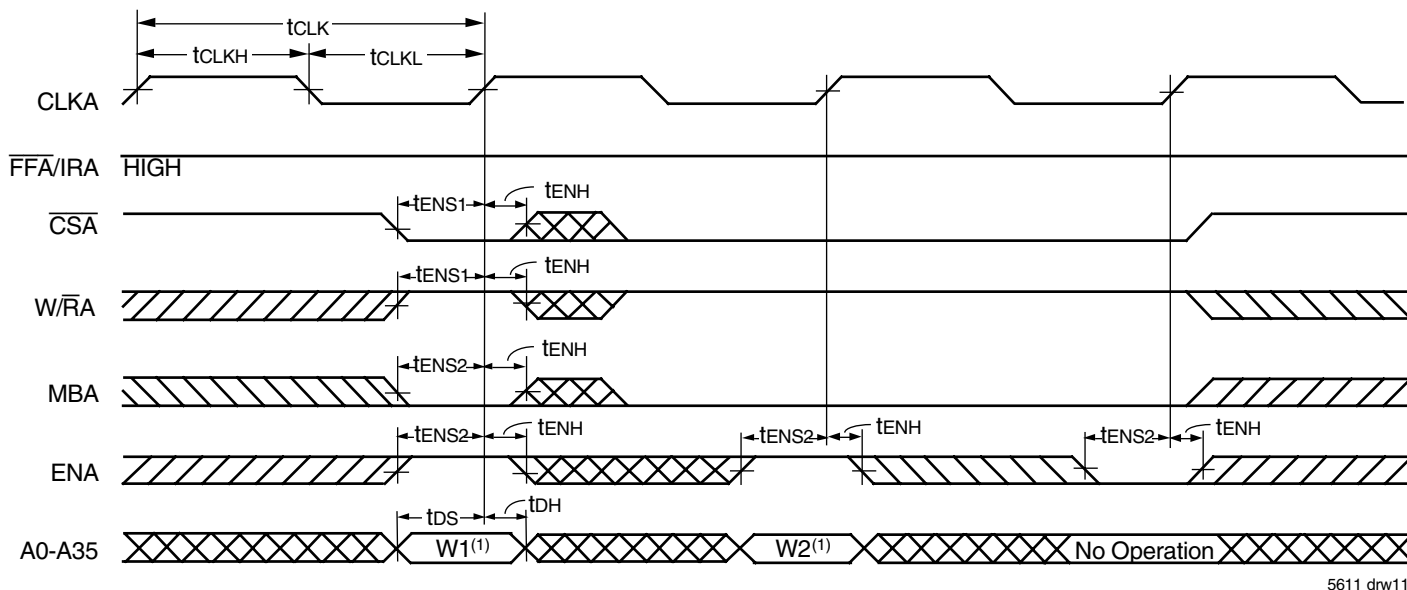 tCLK
tCLKH
tCLKL
CLKA
FFA/IRA HIGH
tENS1
tENH
CSA
tENS1
tENH
W/RA
tENS2
tENH
MBA
tENS2
tENH
tENS2
tENH
tENS2
tENH
ENA
tDS
tDH
A0-A35
W1(1)
W2(1)
No Operation
5611 drw11